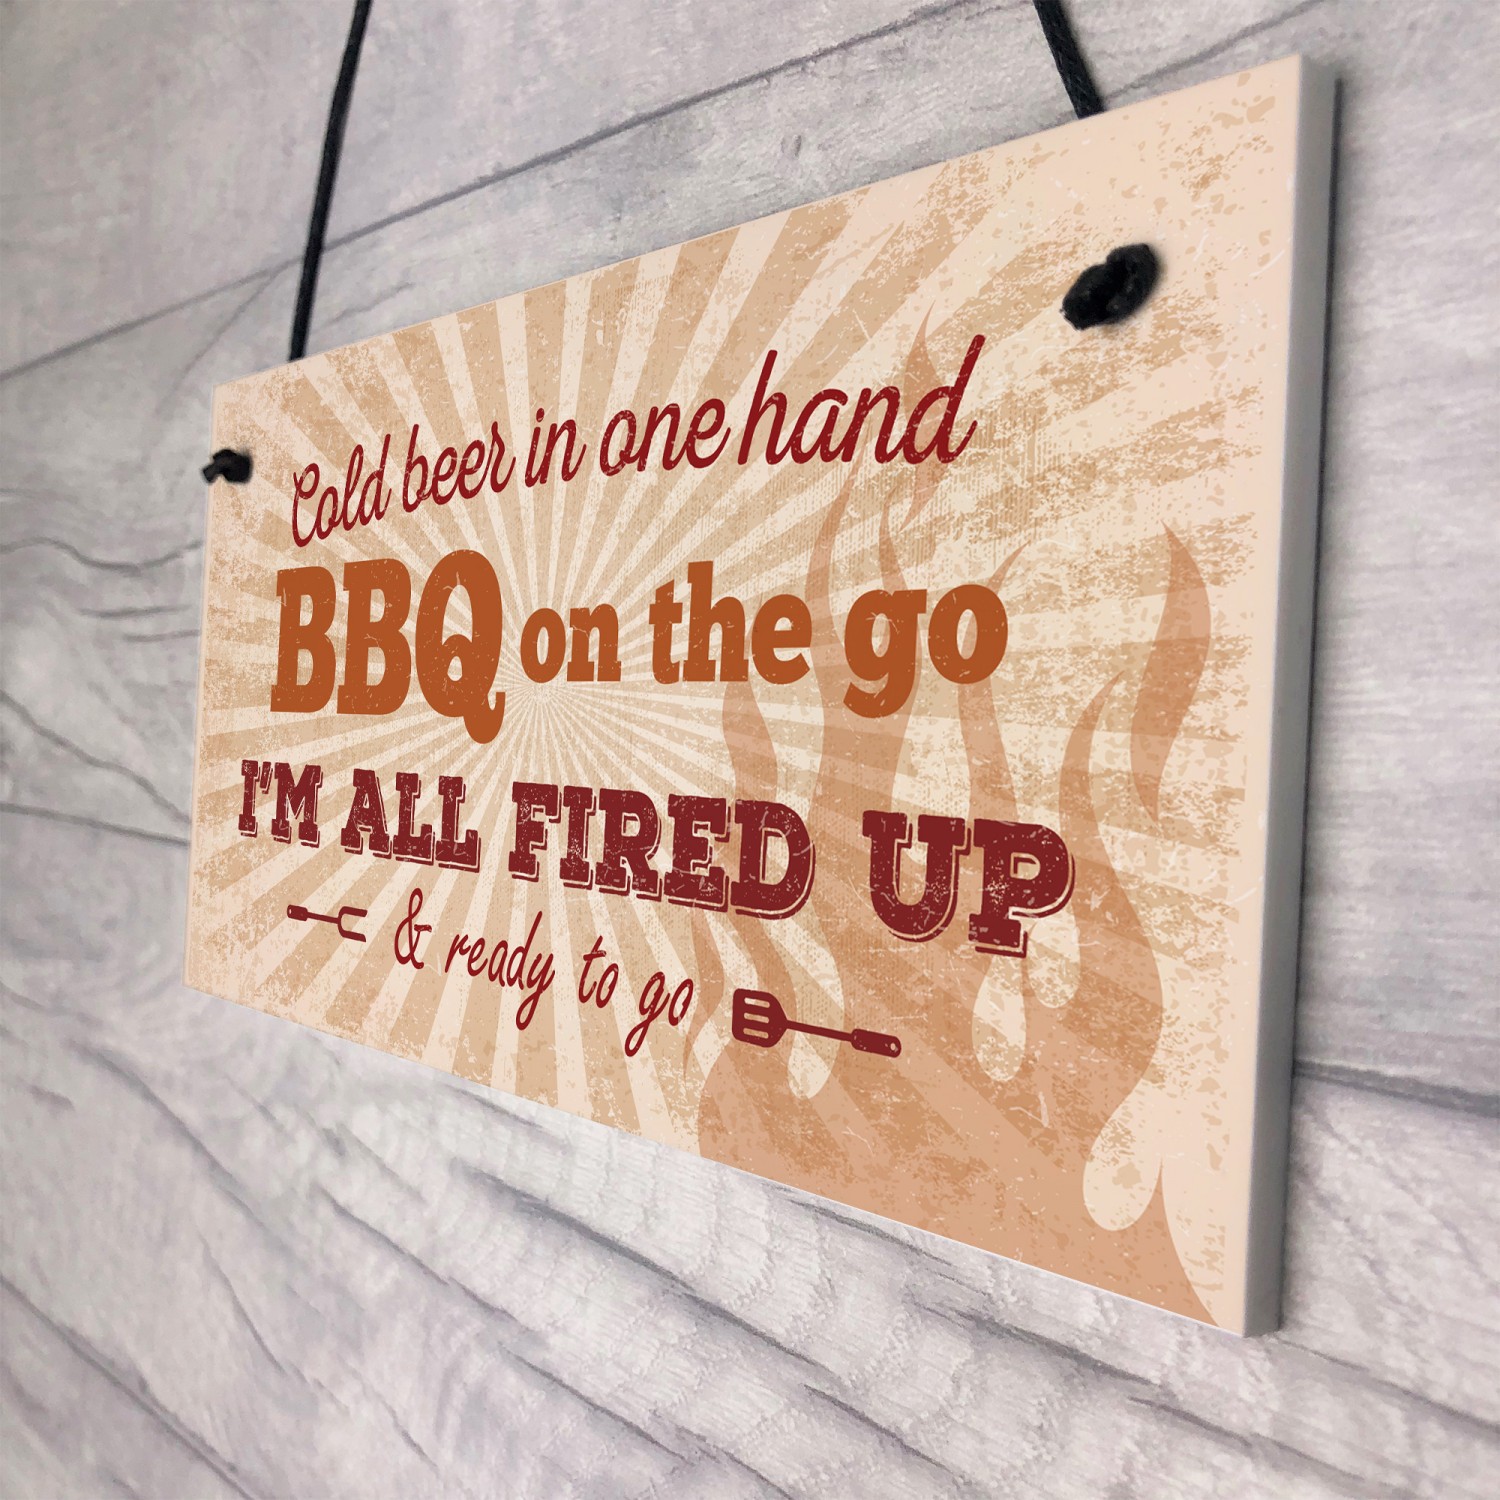 Cold beer in one hand
BBQ on the go
I'M ALL FIRED UP
& ready to go